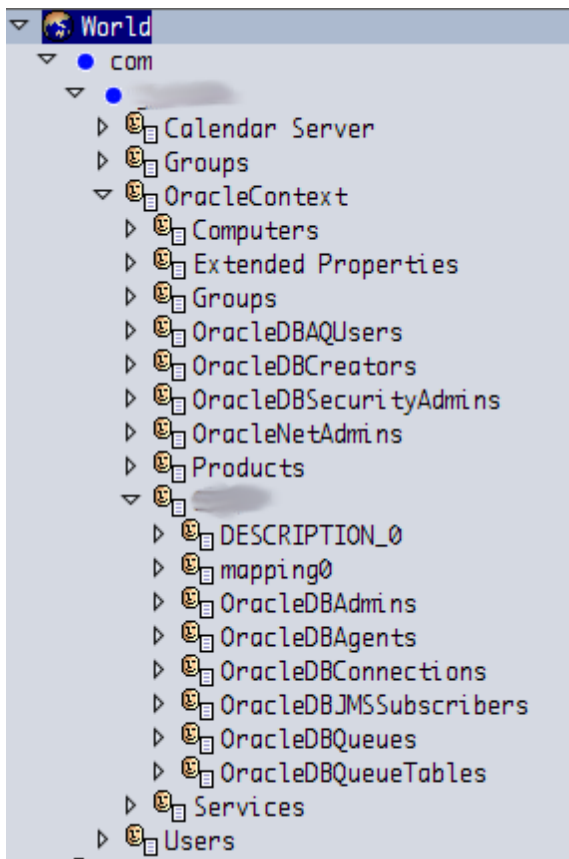 World
com
Calendar Server
Groups
OracleContext
Computers
Extended Properties
Groups
OracleDBAQUsers
OracleDBCreators
OracleDBSecurityAdmins
OracleNetAdmins
Products
DESCRIPTION_0
mapping0
OracleDBAdmins
OracleDBAgents
OracleDBConnections
OracleDBJMSSubscribers
OracleDBQueues
OracleDBQueueTables
Services
Users